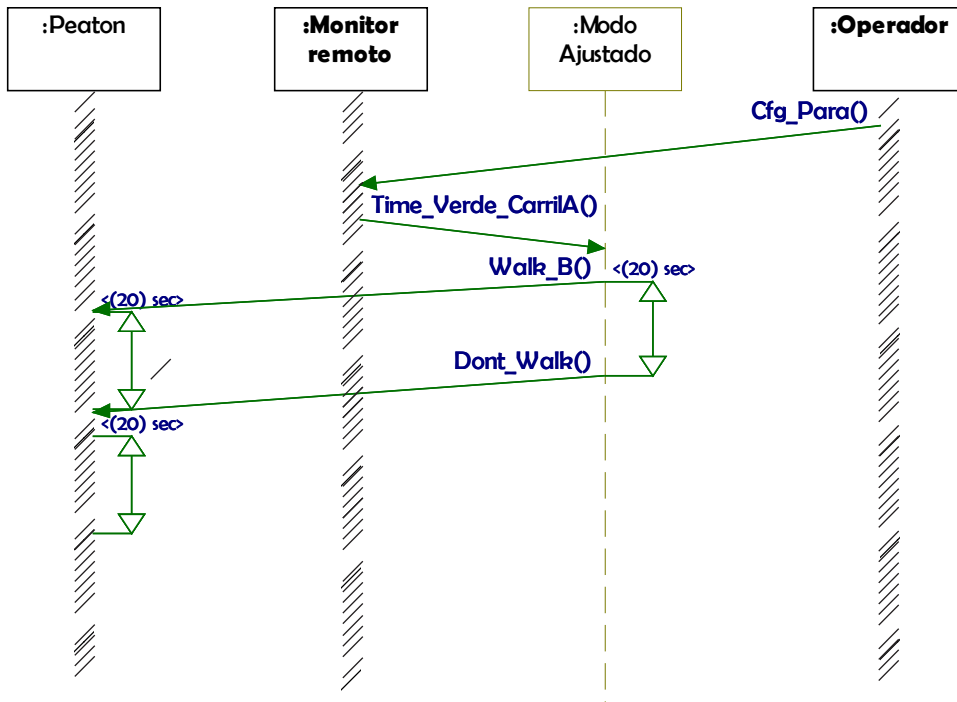 :Peaton
:Monitor
remoto
:Modo
Ajustado
:Operador
Cfg_Para()
Time_Verde_CarrilA()
Walk_B()
<(20) sec>
<(20) sec>
Dont_Walk()
<(20) sec>